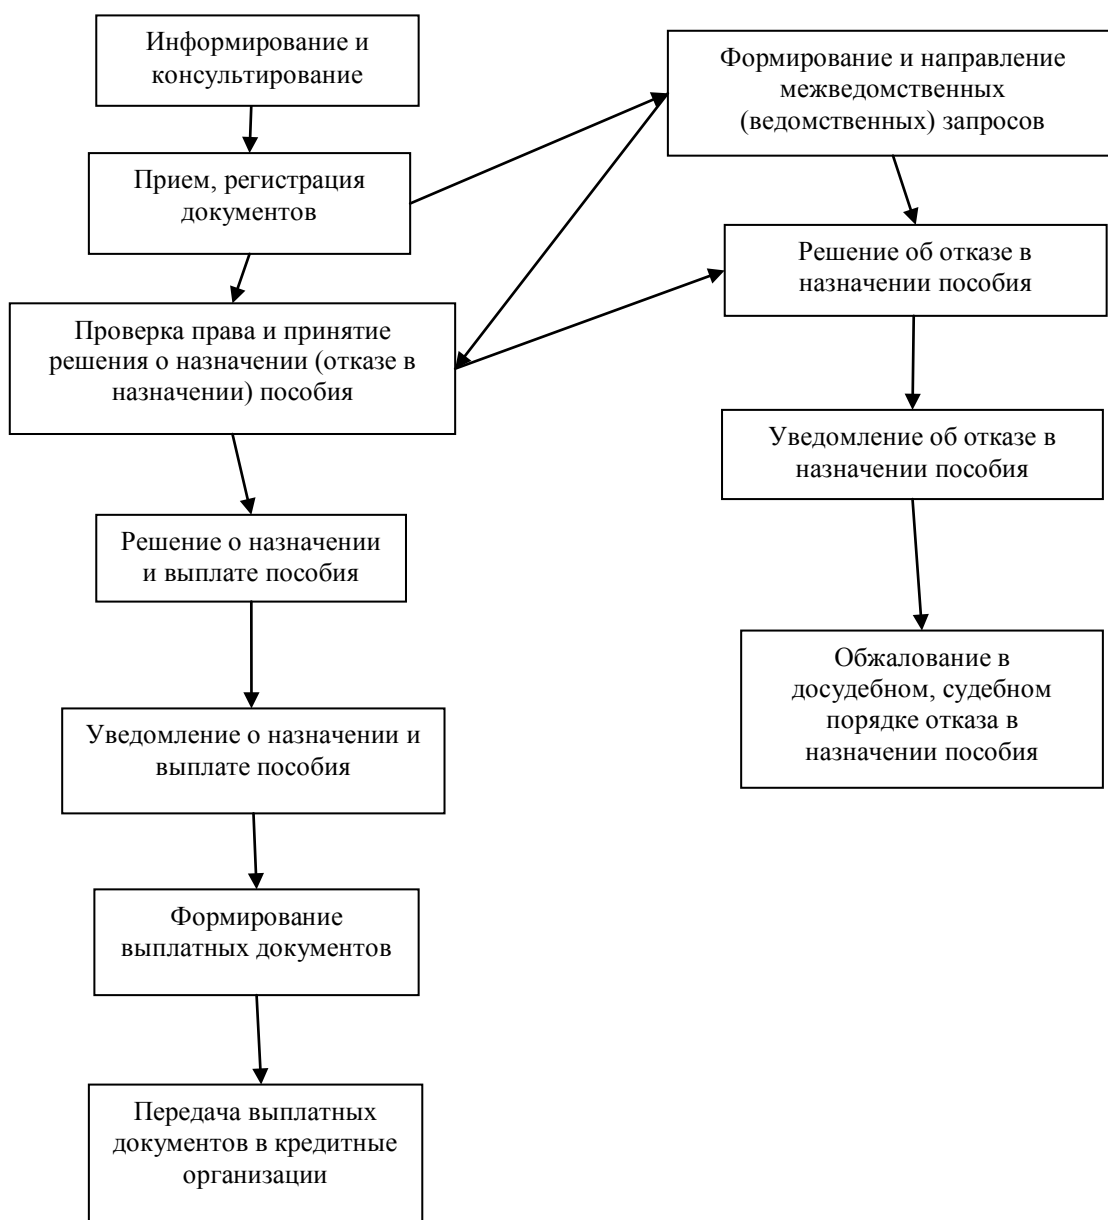 Информирование и
консультирование
Формирование и направление
межведомственных
(ведомственных) запросов
Прием, регистрация
документов
Решение об отказе в
назначении пособия
Проверка права и принятие
решения о назначении (отказе в
назначении) пособия
Уведомление об отказе в
назначении пособия
Решение о назначении
и выплате пособия
Обжалование в
досудебном, судебном
порядке отказа в
назначении пособия
Уведомление о назначении и
выплате пособия
Формирование
выплатных документов
Передача выплатных
документов в кредитные
организации